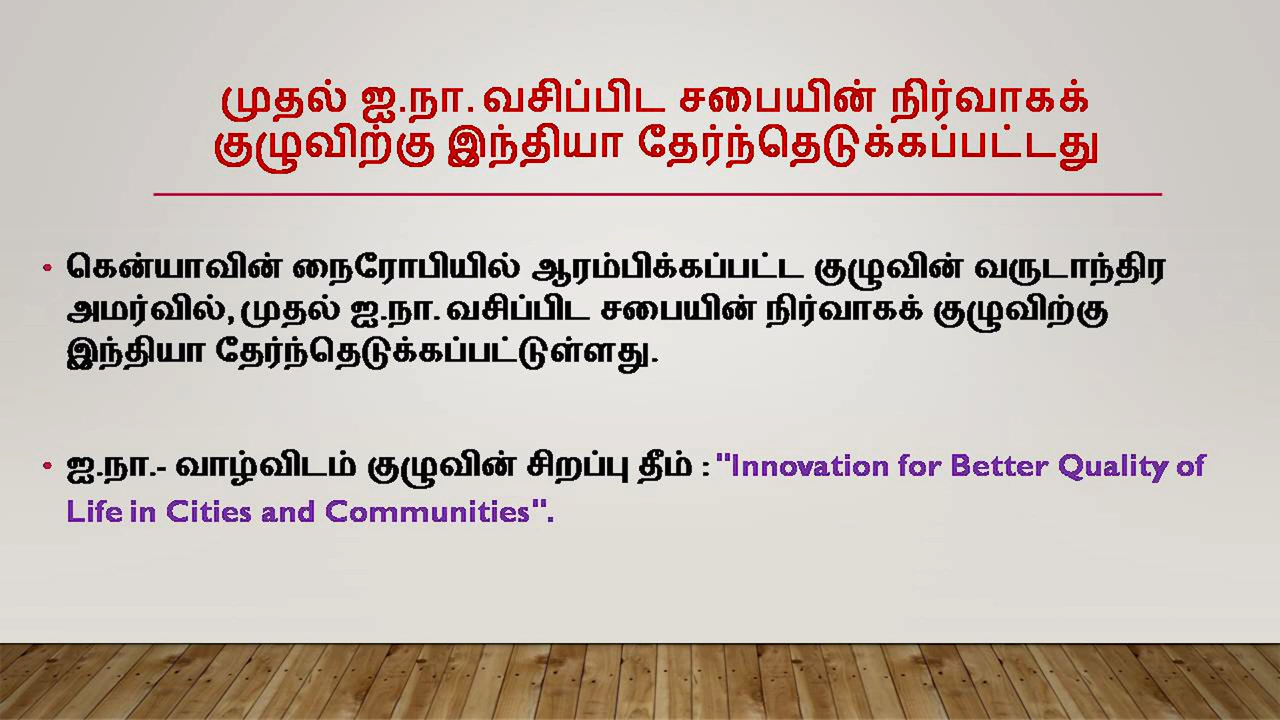 முதல் ஐ.நா. வசிப்பிட சபையின் நிர்வாகக்
குழுவிற்கு இந்தியா தேர்ந்தெடுக்கப்பட்டது
• கென்யாவின் நைரோபியில் ஆரம்பிக்கப்பட்ட குழுவின் வருடாந்திர
அமர்வில், முதல் ஐ.நா. வசிப்பிட சபையின் நிர்வாகக் குழுவிற்கு
இந்தியா தேர்ந்தெடுக்கப்பட்டுள்ளது.
• ஐ.நா.- வாழ்விடம் குழுவின் சிறப்பு தீம் : "Innovation for Better Quality of
Life in Cities and Communities".